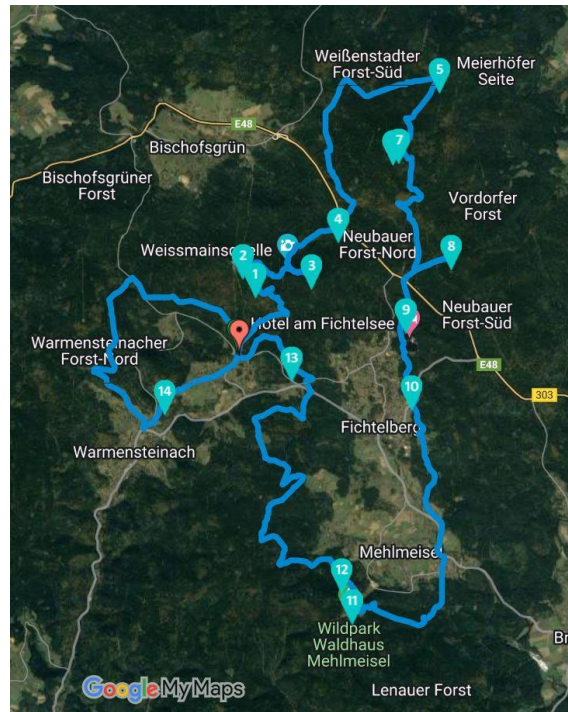 Weißenstadter
Forst-Süd
5
Meierhöfer
Seite
E48
Bischofsgrün
7
Bischofsgrüner
Forst
Vordorfer
Forst
4
Weissmainquelle
2
1
3
Neubauer
Forst-Nord
8
Hotel am Fichtelsee
9
Neubauer
Forst-Süd
Warmensteinacher
Forst-Nord
13
E48
14
10
303
Fichtelberg
Warmensteinach
Mehlmeisel
12
11
Wildpark
Waldhaus
Mehlmeisel
Br
Google My Maps
Lenauer Forst